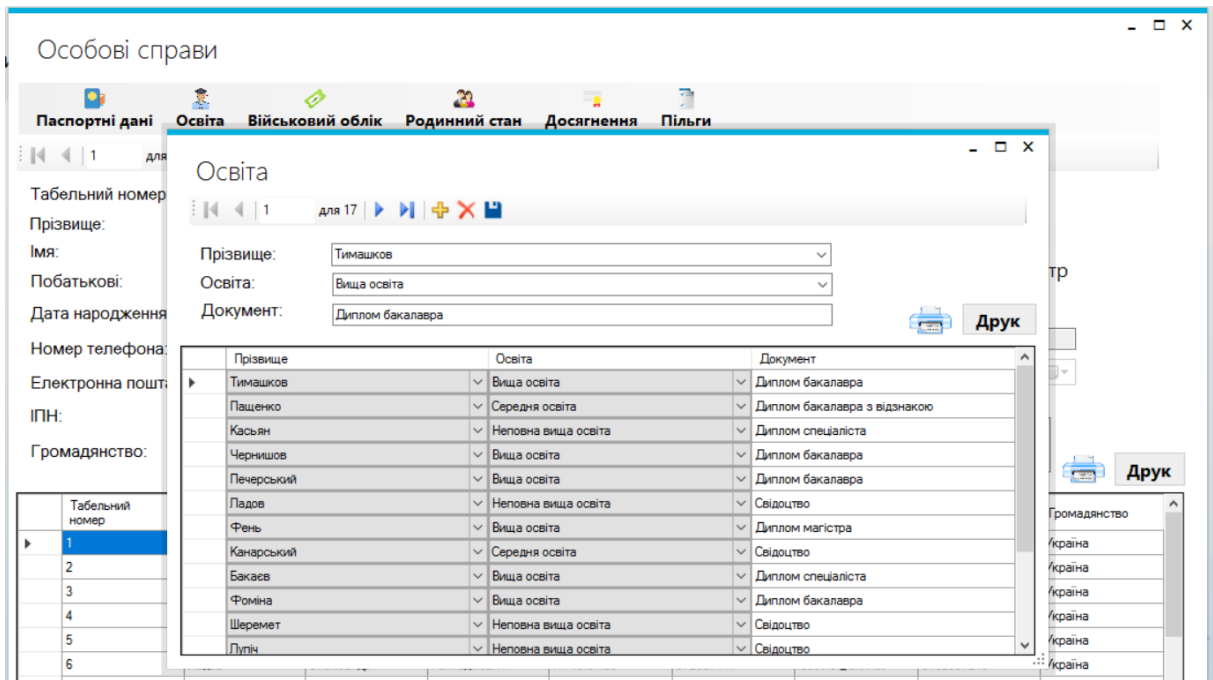 Особові справи
Паспортні дані Освіта Військовий облік Родинний стан Досягнення Пільги
1 для
Освіта
1 для 17
Табельний номер
Прізвище:
Імя:
Побатькові:
Дата народження
Номер телефона:
Електронна пошта
ІПН:
Громадянство:
Прізвище: Тимашков
Освіта: Вища освіта
Документ: Диплом бакалавра
Друк
Прізвище Освіта Документ
Тимашков Вища освіта Диплом бакалавра
Пащенко Середня освіта Диплом бакалавра з відзнакою
Касьян Неповна вища освіта Диплом спеціаліста
Чернишов Вища освіта Диплом бакалавра
Печерський Вища освіта Диплом бакалавра
Ладов Неповна вища освіта Свідоцтво
Фень Вища освіта Диплом магістра
Канарський Середня освіта Свідоцтво
Бакаєв Вища освіта Диплом спеціаліста
Фоміна Вища освіта Диплом бакалавра
Шеремет Неповна вища освіта Свідоцтво
Лупіч Неповна вища освіта Свідоцтво
Друк
Табельний номер Громадянство
1 Україна
2 Україна
3 Україна
4 Україна
5 Україна
6 Україна